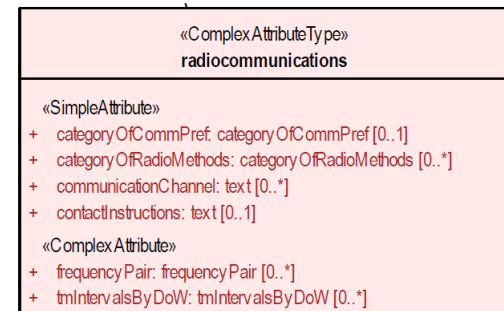 «ComplexAttributeType»
radiocommunications
«SimpleAttribute»
+ categoryOfCommPref: categoryOfCommPref [0..1]
+ categoryOfRadioMethods: categoryOfRadioMethods [0..*]
+ communicationChannel: text [0..*]
+ contactInstructions: text [0..1]
«ComplexAttribute»
+ frequencyPair: frequencyPair [0..*]
+ tmIntervalsByDoW: tmIntervalsByDoW [0..*]